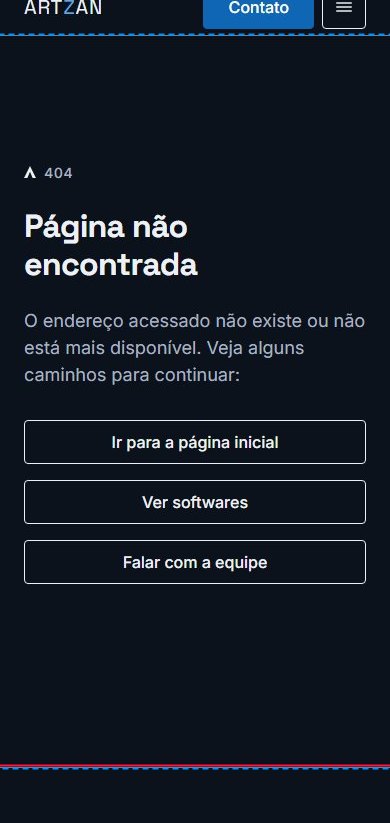 ARTZAN
Contato
404
Página não
encontrada
O endereço acessado não existe ou não
está mais disponível. Veja alguns
caminhos para continuar:
Ir para a página inicial
Ver softwares
Falar com a equipe